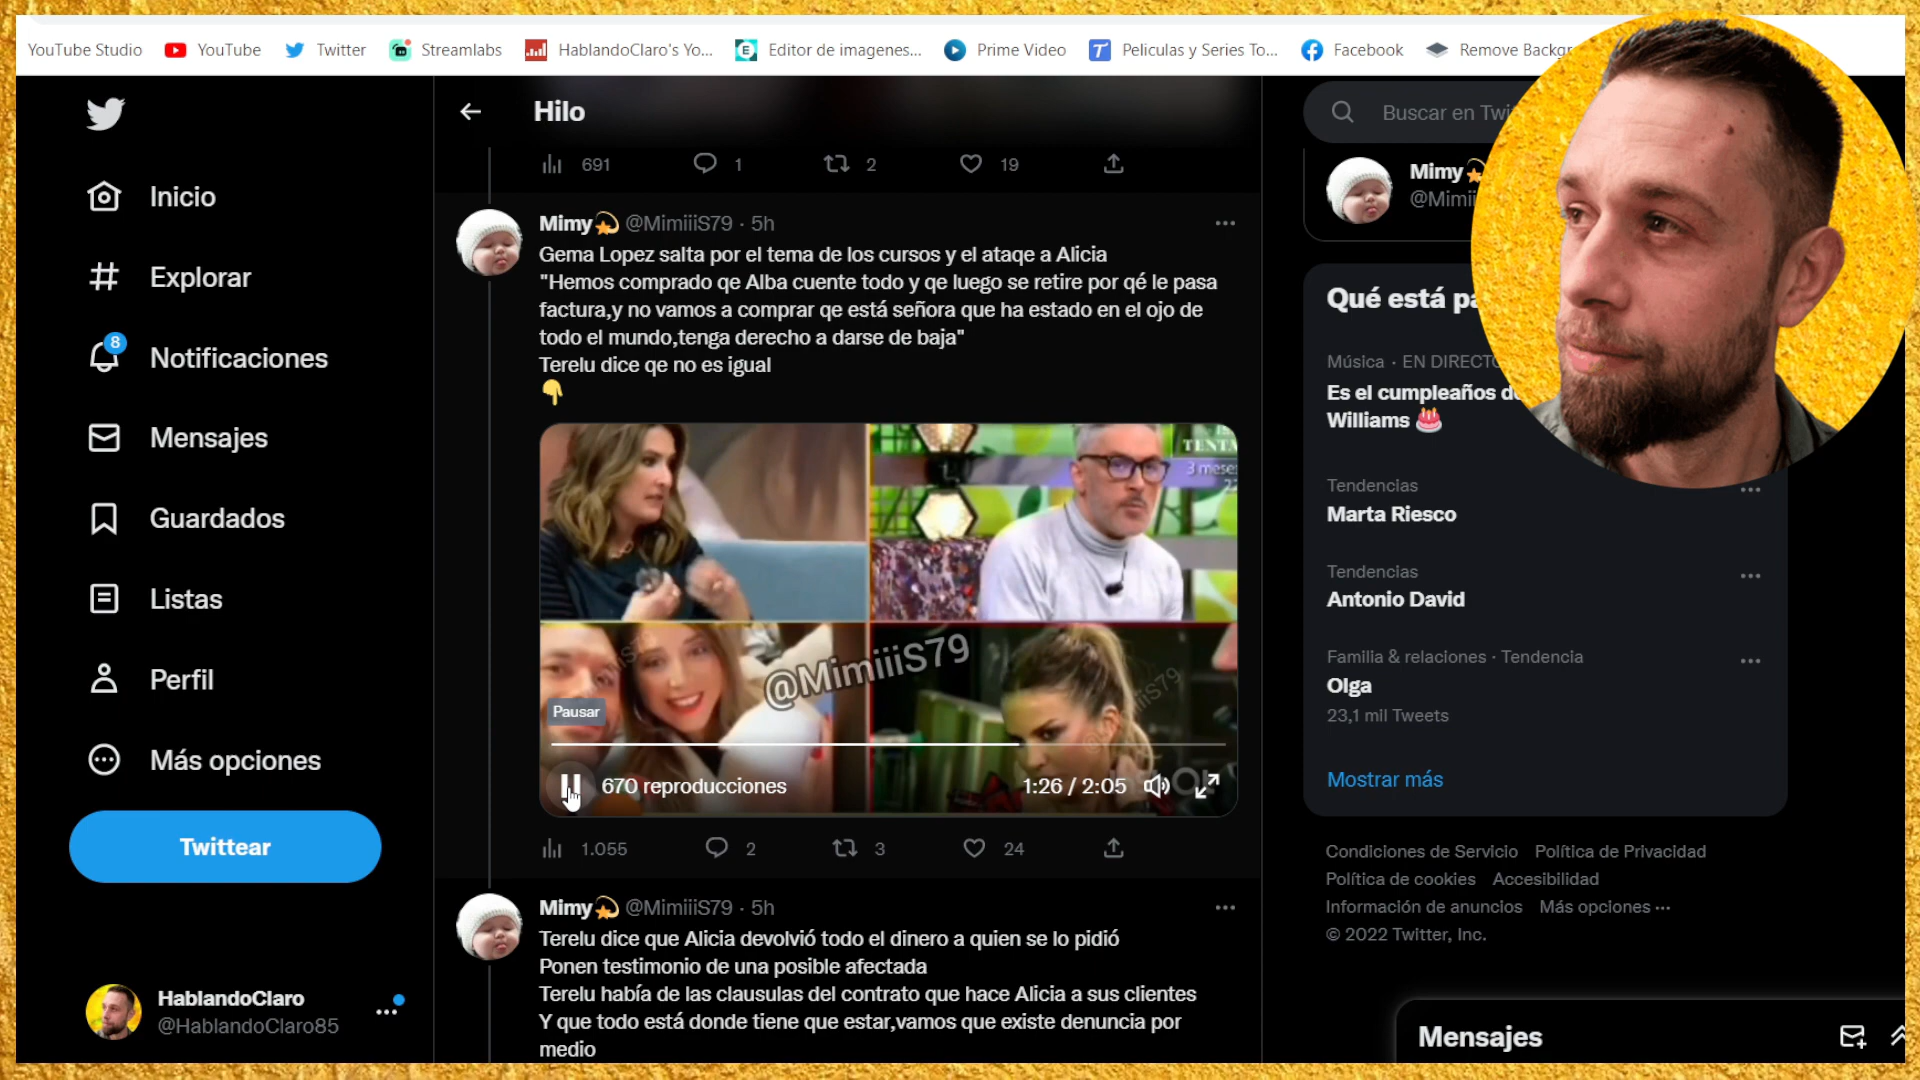 YouTube Studio YouTube Twitter Streamlabs HablandoClaro's Yo... Editor de imagenes... Prime Video Peliculas y Series To... Facebook Remove Backgr
Hilo
Buscar en Twi
691 1 2 19
Inicio
Explorar
8
Notificaciones
Mensajes
Guardados
Listas
Perfil
Más opciones
Twittear
HablandoClaro
@HablandoClaro85
Mimy @MimiiiS79 · 5h
Gema Lopez salta por el tema de los cursos y el ataqe a Alicia
"Hemos comprado qe Alba cuente todo y qe luego se retire por qé le pasa
factura,y no vamos a comprar qe está señora que ha estado en el ojo de
todo el mundo,tenga derecho a darse de baja"
Terelu dice qe no es igual
TENTA
3 mese
@MimiiiS79
Pausar
670 reproducciones 1:26 / 2:05
1.055 2 3 24
Mimy @MimiiiS79 · 5h
Terelu dice que Alicia devolvió todo el dinero a quien se lo pidió
Ponen testimonio de una posible afectada
Terelu había de las clausulas del contrato que hace Alicia a sus clientes
Y que todo está donde tiene que estar,vamos que existe denuncia por
medio
Mimy
@Mimii
Qué está pa
Música · EN DIRECTO
Es el cumpleaños de
Williams
Tendencias
Marta Riesco
Tendencias
Antonio David
Familia & relaciones · Tendencia
Olga
23,1 mil Tweets
Mostrar más
Condiciones de Servicio Política de Privacidad
Política de cookies Accesibilidad
Información de anuncios Más opciones ···
© 2022 Twitter, Inc.
Mensajes